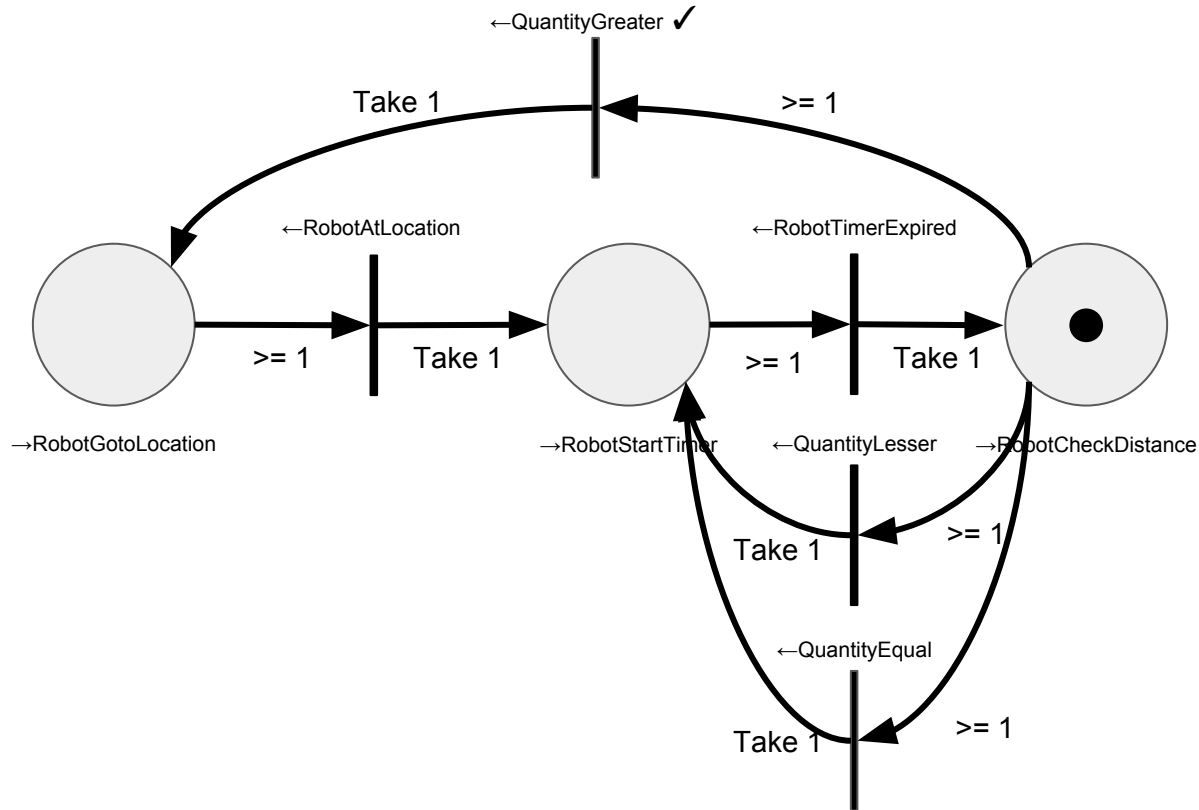 ←QuantityGreater ✓
Take 1
>= 1
←RobotAtLocation
←RobotTimerExpired
>= 1
Take 1
>= 1
Take 1
→RobotGotoLocation
→RobotStartTimer
←QuantityLesser
→RobotCheckDistance
Take 1
>= 1
←QuantityEqual
Take 1
>= 1